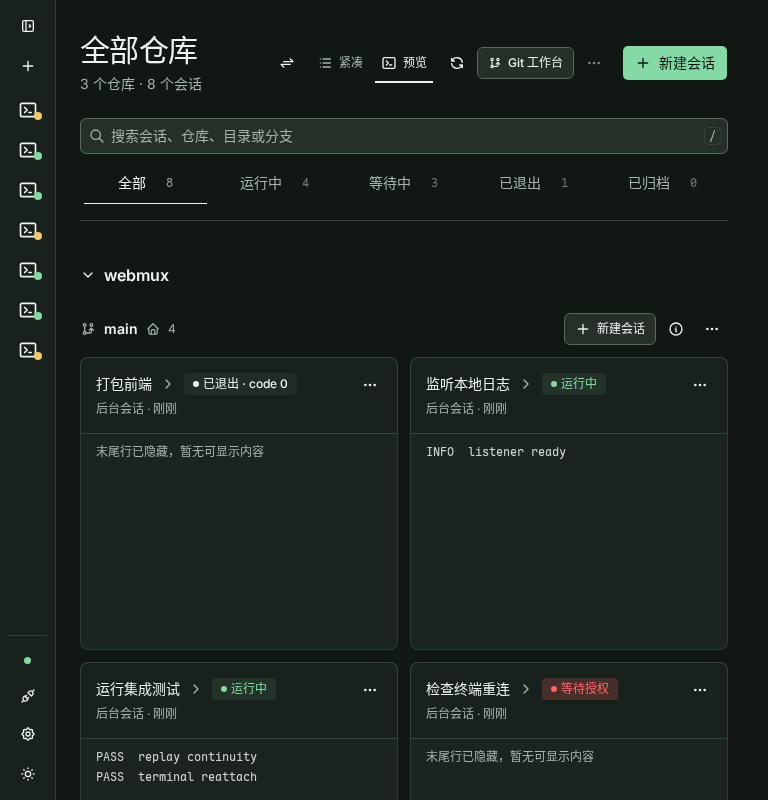 全部仓库
3 个仓库 · 8 个会话
紧凑
预览
Git 工作台
新建会话
搜索会话、仓库、目录或分支
/
全部 8
运行中 4
等待中 3
已退出 1
已归档 0
webmux
main 4
新建会话
打包前端
已退出 · code 0
后台会话 · 刚刚
末尾行已隐藏，暂无可显示内容
监听本地日志
运行中
后台会话 · 刚刚
INFO  listener ready
运行集成测试
运行中
后台会话 · 刚刚
PASS  replay continuity
PASS  terminal reattach
检查终端重连
等待授权
后台会话 · 刚刚
末尾行已隐藏，暂无可显示内容